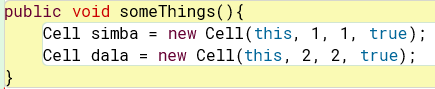 public void someThings(){
    Cell simba = new Cell(this, 1, 1, true);
    Cell dala = new Cell(this, 2, 2, true);
}